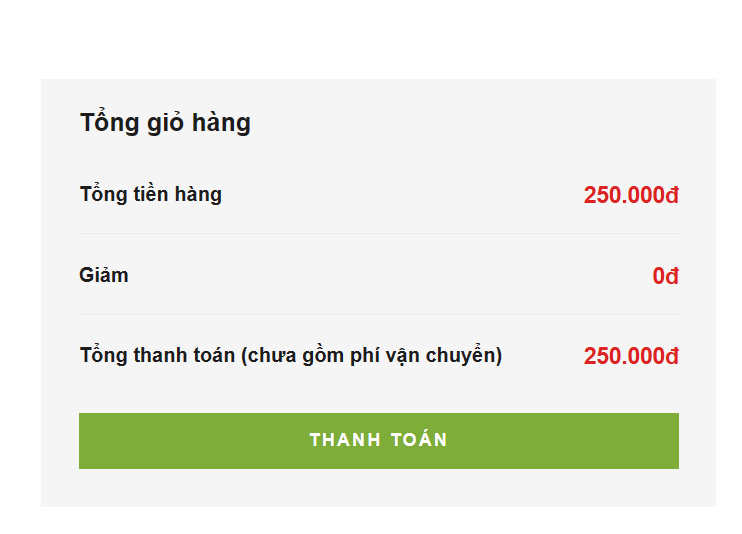 Tổng giỏ hàng
Tổng tiền hàng 250.000đ
Giảm 0đ
Tổng thanh toán (chưa gồm phí vận chuyển) 250.000đ
THANH TOÁN